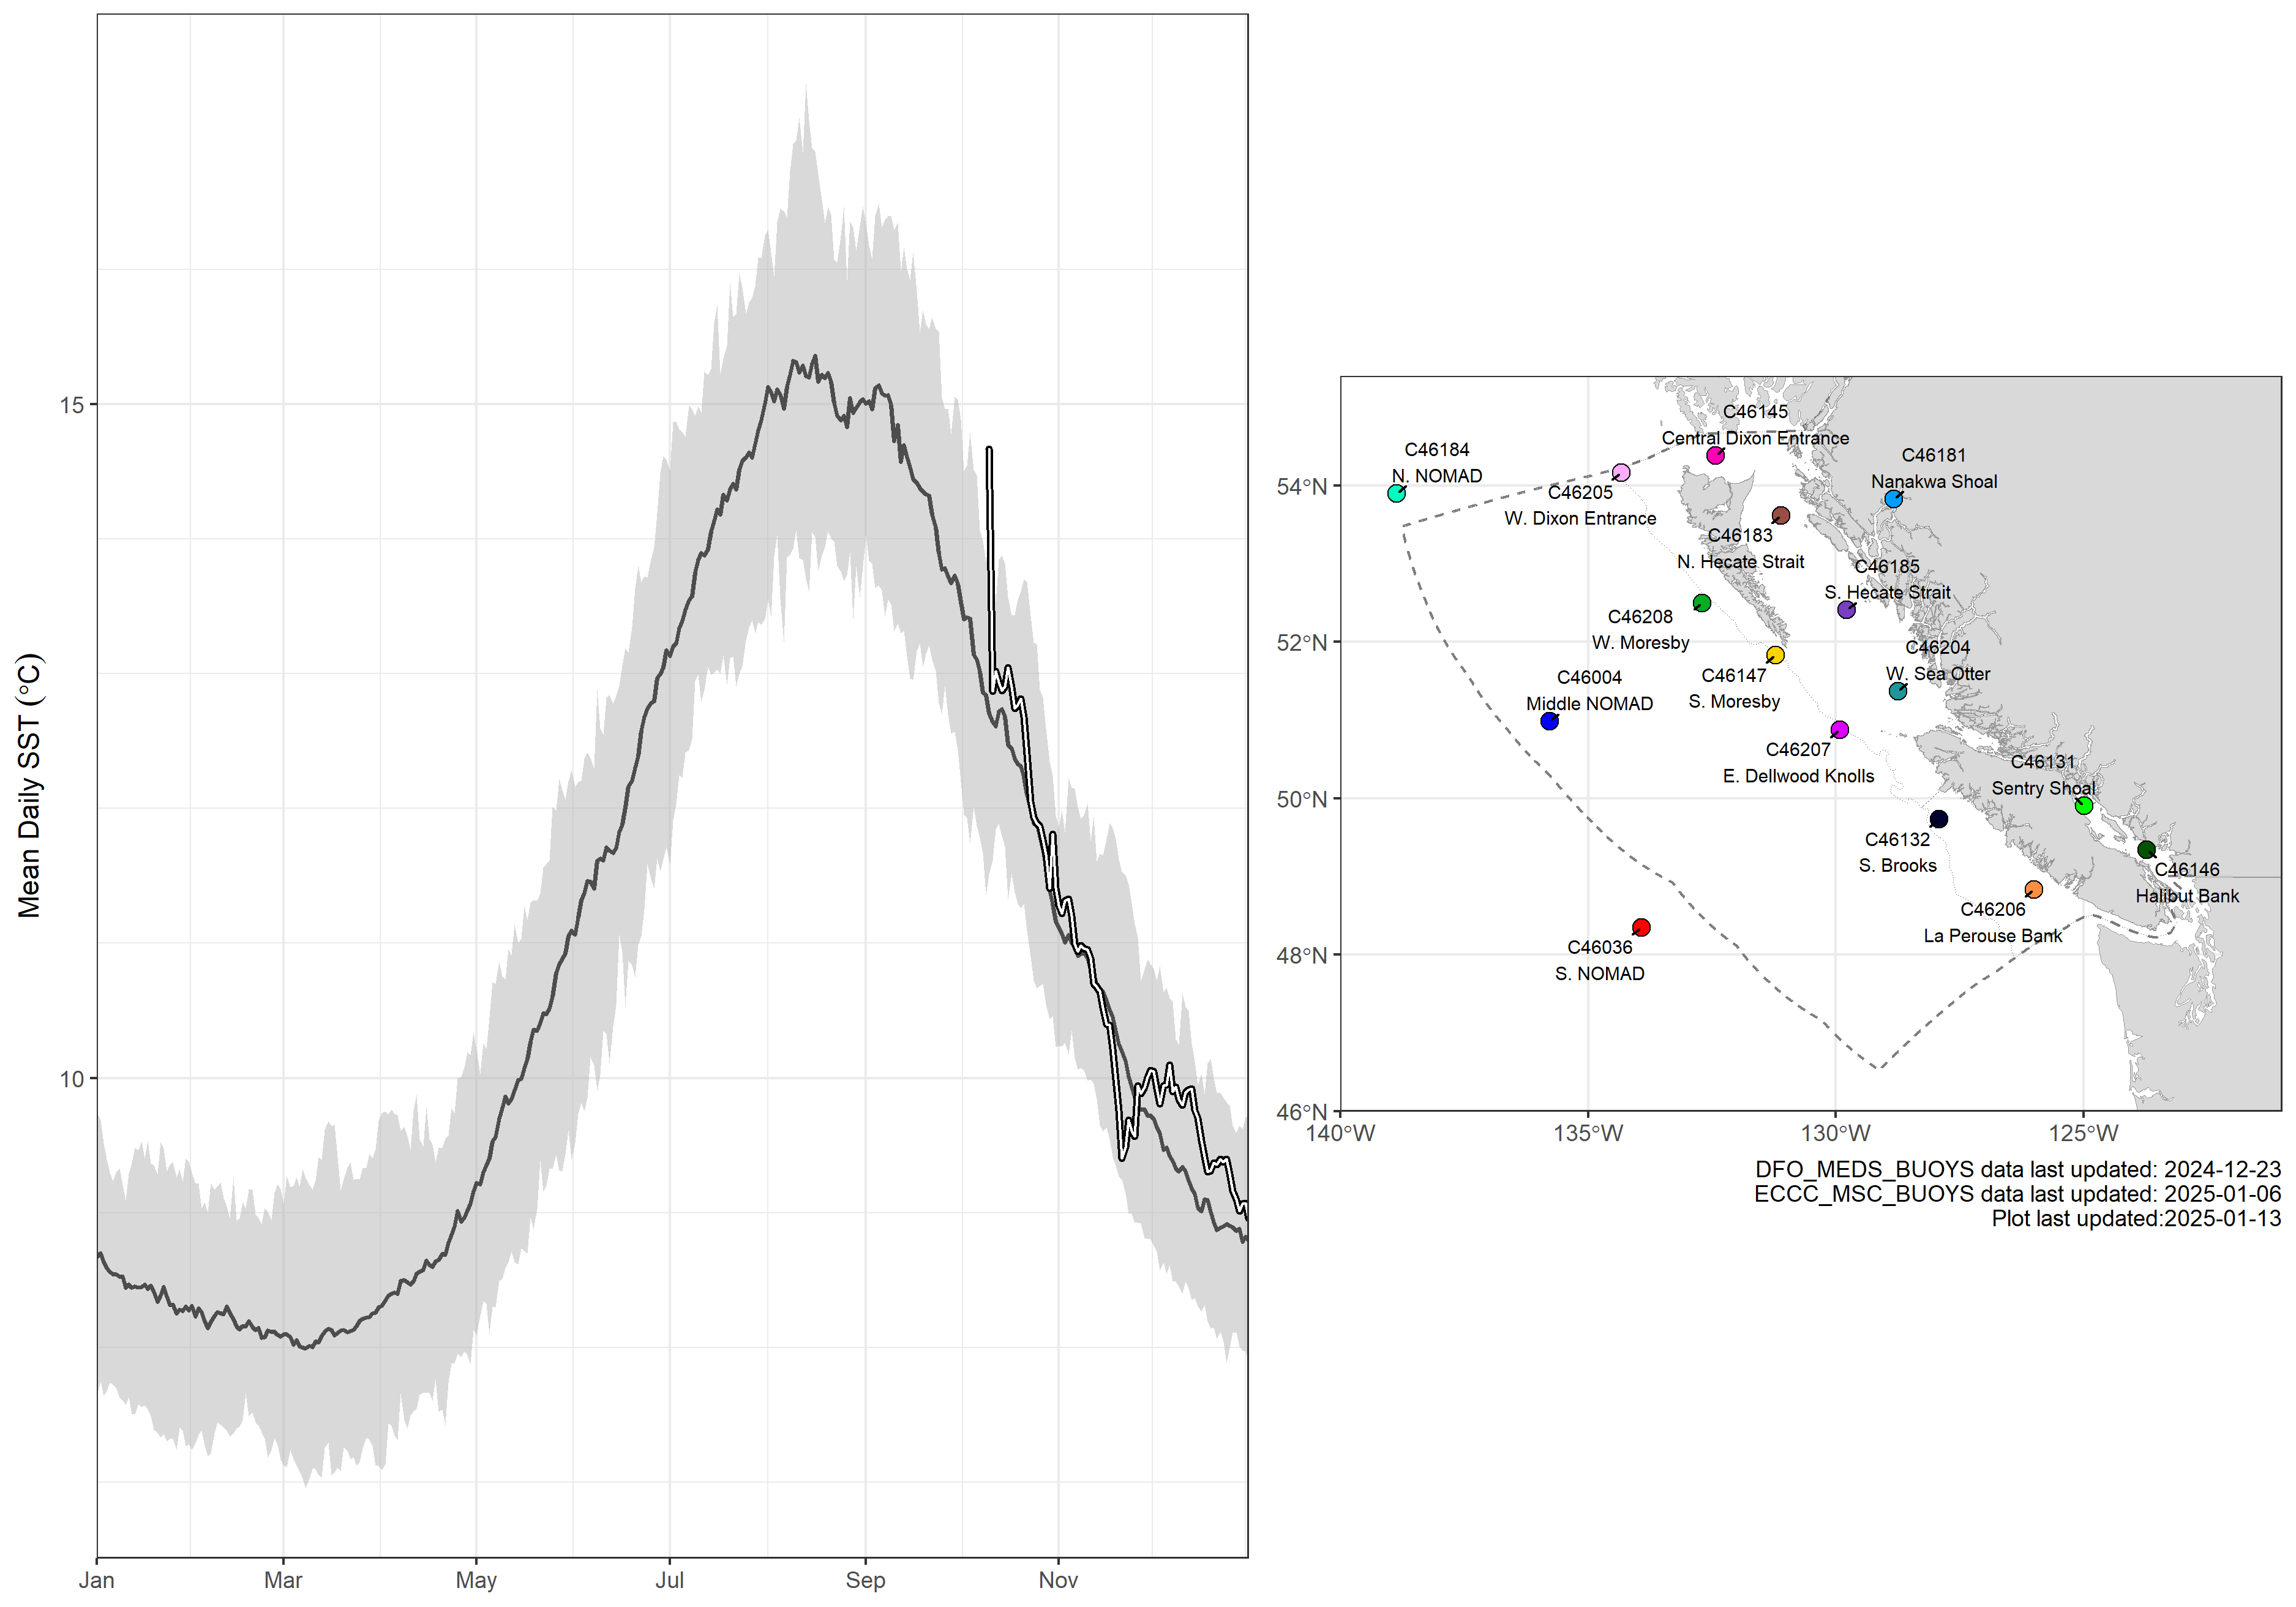 Mean Daily SST (°C)
15
10
Jan
Mar
May
Jul
Sep
Nov
C46145
Central Dixon Entrance
C46184
N. NOMAD
C46181
Nanakwa Shoal
C46205
W. Dixon Entrance
C46183
N. Hecate Strait
C46185
S. Hecate Strait
C46208
W. Moresby
C46204
W. Sea Otter
C46147
S. Moresby
C46004
Middle NOMAD
C46207
E. Dellwood Knolls
C46131
Sentry Shoal
C46132
S. Brooks
C46146
Halibut Bank
C46206
La Perouse Bank
C46036
S. NOMAD
54°N
52°N
50°N
48°N
46°N
140°W
135°W
130°W
125°W
DFO_MEDS_BUOYS data last updated: 2024-12-23
ECCC_MSC_BUOYS data last updated: 2025-01-06
Plot last updated:2025-01-13